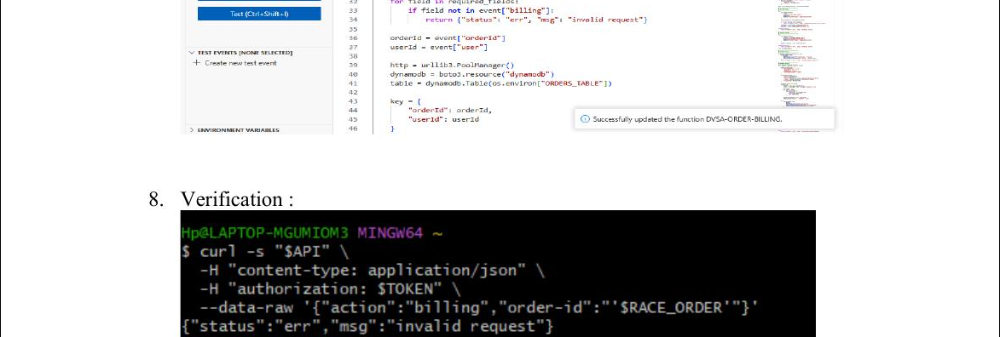 Test (Ctrl+Shift+I)
TEST EVENTS [NONE SELECTED]
+ Create new test event
> ENVIRONMENT VARIABLES
32 for field in required_fields:
33 if field not in event["billing"]:
34 return {"status": "err", "msg": "invalid request"}
35
36 orderId = event["orderId"]
37 userId = event["user"]
38
39 http = urllib3.PoolManager()
40 dynamodb = boto3.resource("dynamodb")
41 table = dynamodb.Table(os.environ["ORDERS_TABLE"])
42
43 key = {
44 "orderId": orderId,
45 "userId": userId
46 }
Successfully updated the function DVSA-ORDER-BILLING.
8. Verification :
Hp@LAPTOP-MGUMIOM3 MINGW64 ~
$ curl -s "$API" \
-H "content-type: application/json" \
-H "authorization: $TOKEN" \
--data-raw '{"action":"billing","order-id":"'$RACE_ORDER'"}'
{"status":"err","msg":"invalid request"}